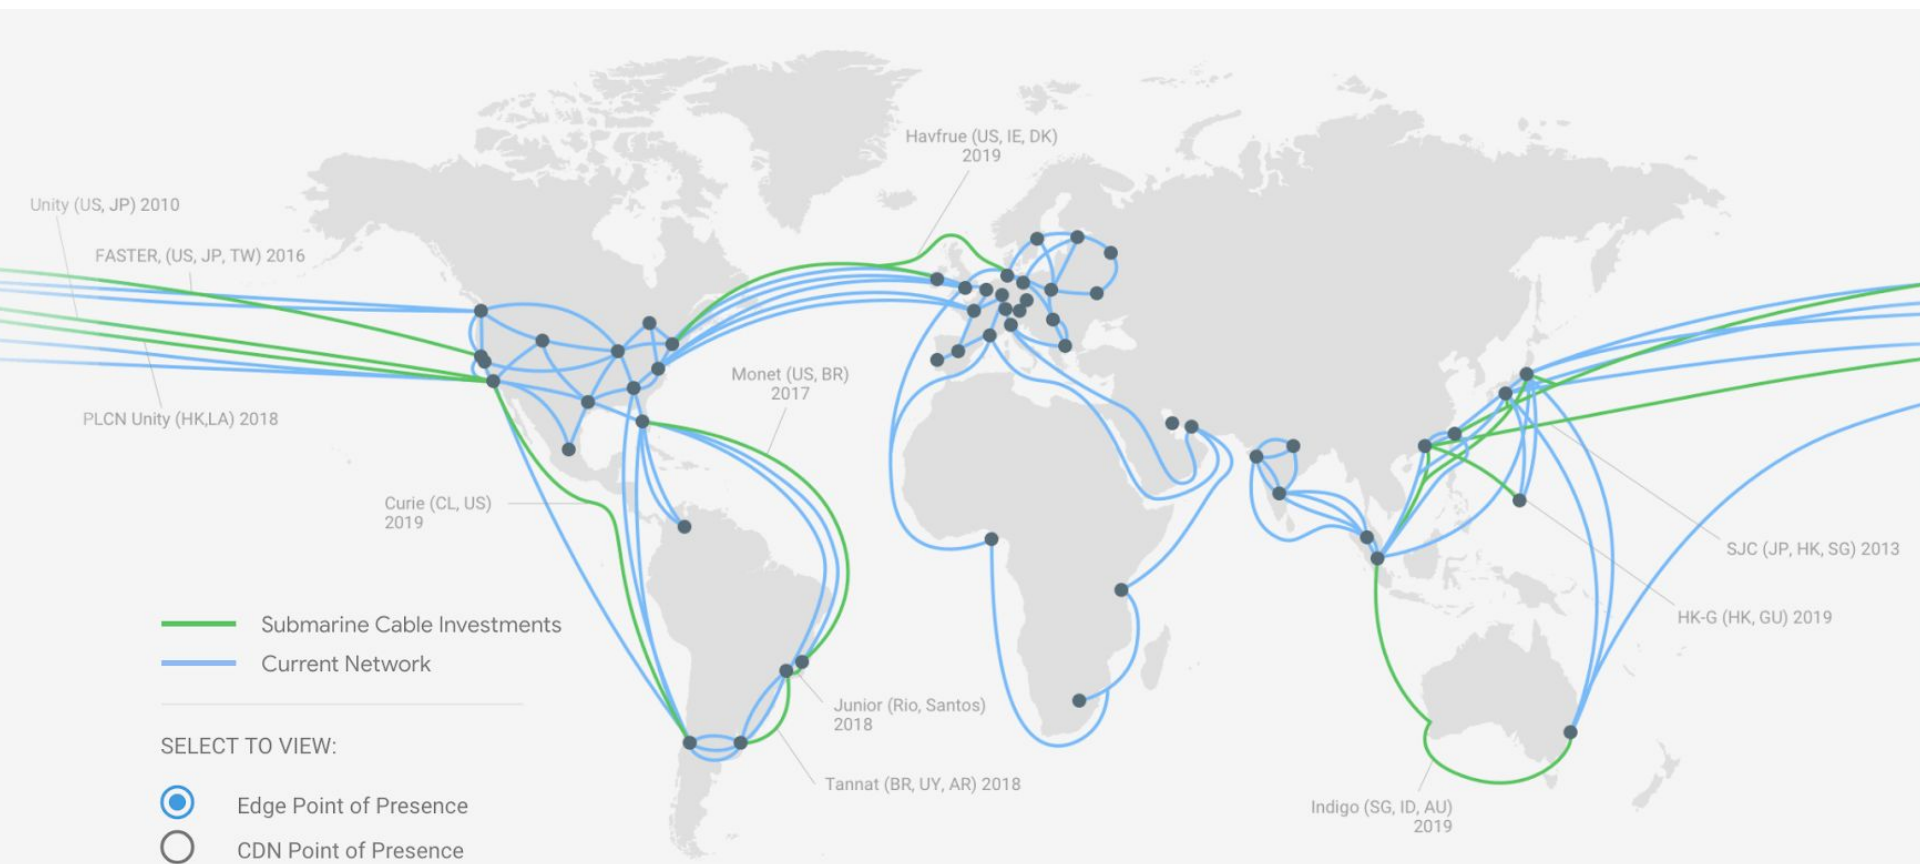 Havfrue (US, IE, DK)
2019
Unity (US, JP) 2010
FASTER, (US, JP, TW) 2016
Monet (US, BR)
2017
PLCN Unity (HK,LA) 2018
Curie (CL, US)
2019
SJC (JP, HK, SG) 2013
HK-G (HK, GU) 2019
Submarine Cable Investments
Current Network
Junior (Rio, Santos)
2018
SELECT TO VIEW:
Tannat (BR, UY, AR) 2018
Indigo (SG, ID, AU)
2019
Edge Point of Presence
CDN Point of Presence